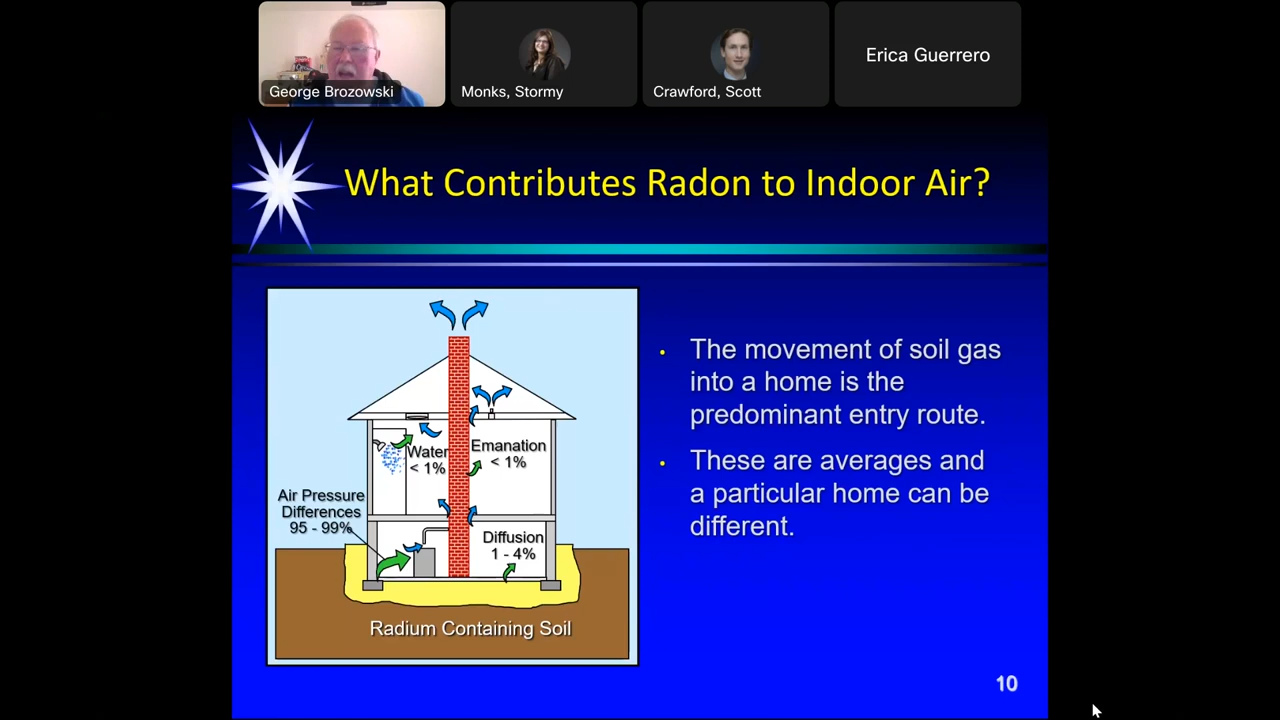 George Brozowski
Monks, Stormy
Crawford, Scott
Erica Guerrero
What Contributes Radon to Indoor Air?
Water
< 1%
Emanation
< 1%
Air Pressure
Differences
95 - 99%
Diffusion
1 - 4%
Radium Containing Soil
• The movement of soil gas
into a home is the
predominant entry route.
• These are averages and
a particular home can be
different.
10